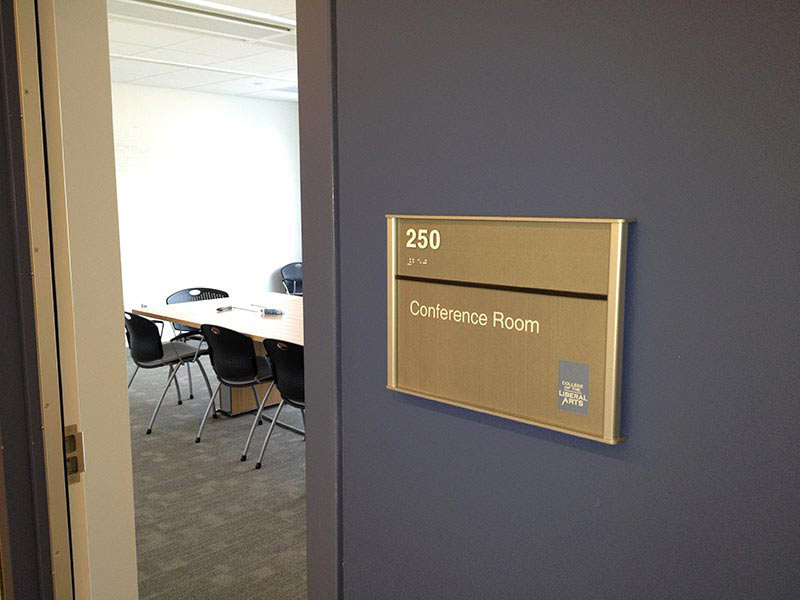 250
Conference Room
COLLEGE
OF THE
LIBERAL
ARTS